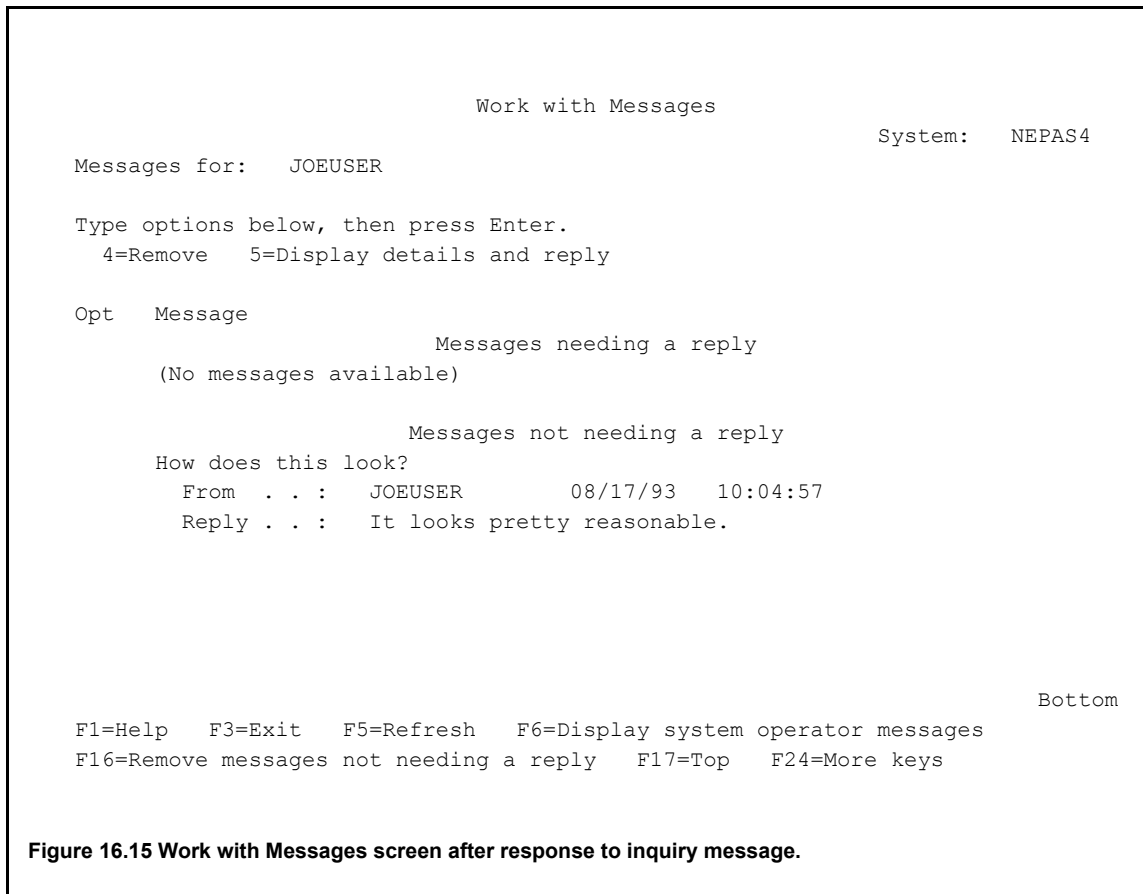 Work with Messages
System:   NEPAS4
Messages for:   JOEUSER
Type options below, then press Enter.
4=Remove   5=Display details and reply
Opt   Message
Messages needing a reply
(No messages available)
Messages not needing a reply
How does this look?
From  . . :   JOEUSER        08/17/93   10:04:57
Reply . . :   It looks pretty reasonable.
Bottom
F1=Help   F3=Exit   F5=Refresh   F6=Display system operator messages
F16=Remove messages not needing a reply   F17=Top   F24=More keys
Figure 16.15 Work with Messages screen after response to inquiry message.